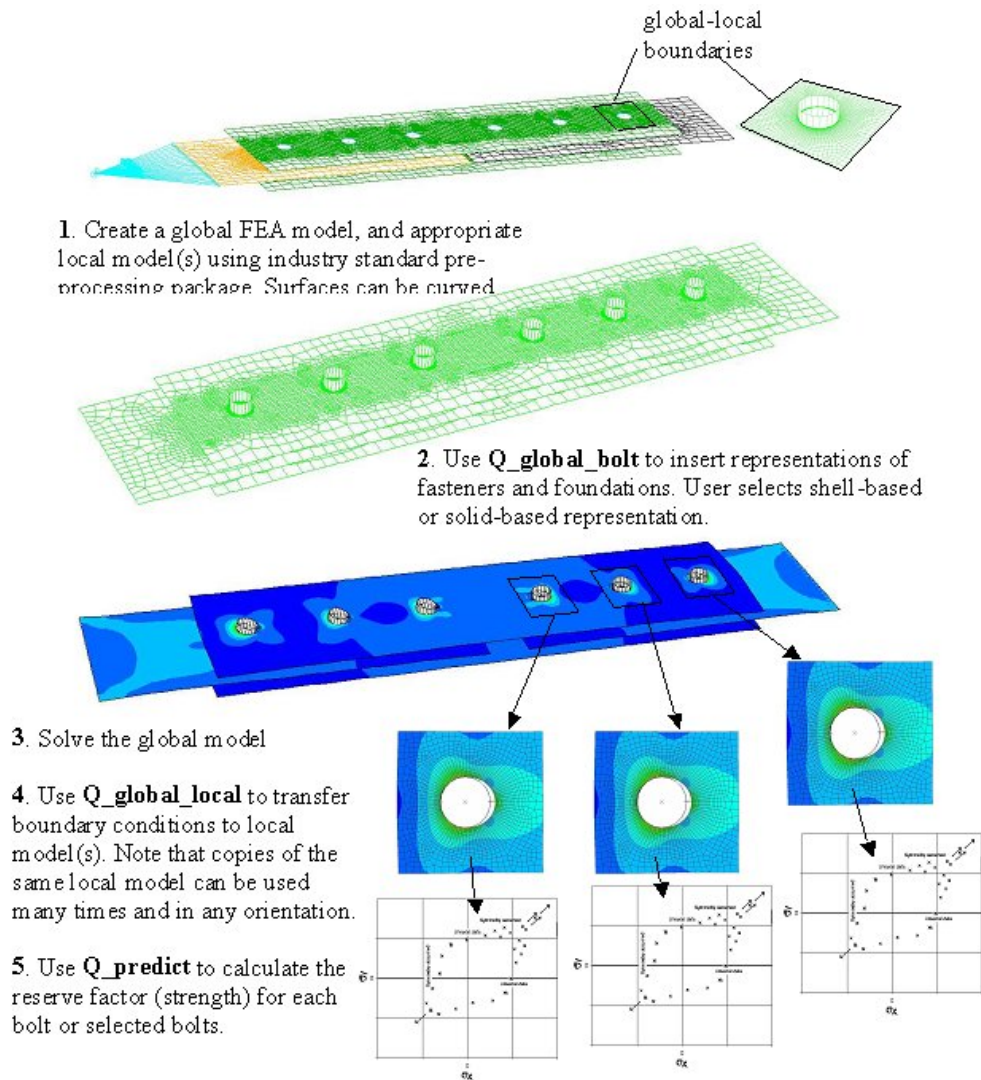 global-local
boundaries
1. Create a global FEA model, and appropriate
local model(s) using industry standard pre-
processing package. Surfaces can be curved
2. Use Q_global_bolt to insert representations of
fasteners and foundations. User selects shell-based
or solid-based representation.
3. Solve the global model
4. Use Q_global_local to transfer
boundary conditions to local
model(s). Note that copies of the
same local model can be used
many times and in any orientation.
5. Use Q_predict to calculate the
reserve factor (strength) for each
bolt or selected bolts.